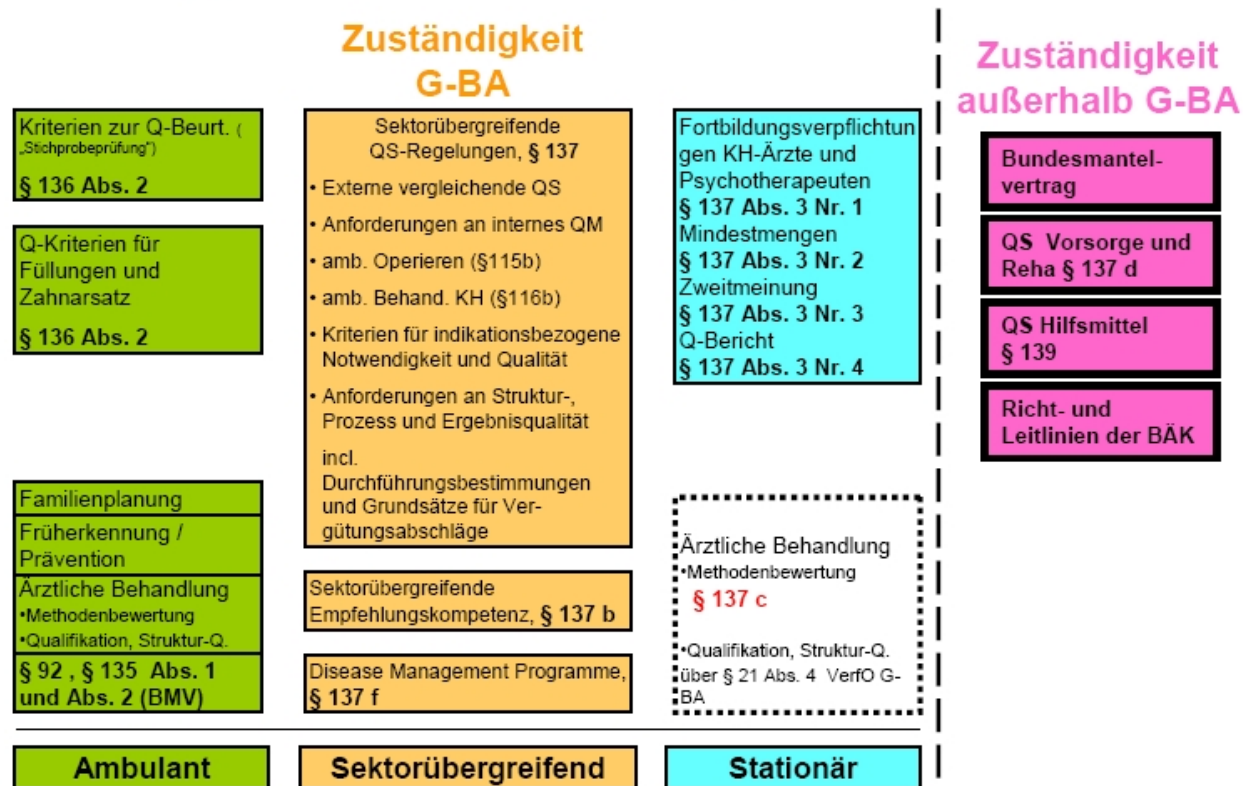 Zuständigkeit
G-BA
Zuständigkeit
außerhalb G-BA
Kriterien zur Q-Beurt. (
„Stichprobeprüfung")
§ 136 Abs. 2
Q-Kriterien für
Füllungen und
Zahnarsatz
§ 136 Abs. 2
Familienplanung
Früherkennung /
Prävention
Ärztliche Behandlung
•Methodenbewertung
•Qualifikation, Struktur-Q.
§ 92 , § 135 Abs. 1
und Abs. 2 (BMV)
Ambulant
Sektorübergreifende
QS-Regelungen, § 137
• Externe vergleichende QS
• Anforderungen an internes QM
• amb. Operieren (§115b)
• amb. Behand. KH (§116b)
• Kriterien für indikationsbezogene
Notwendigkeit und Qualität
• Anforderungen an Struktur-,
Prozess und Ergebnisqualität
incl.
Durchführungsbestimmungen
und Grundsätze für Ver-
gütungsabschläge
Sektorübergreifende
Empfehlungskompetenz, § 137 b
Disease Management Programme,
§ 137 f
Sektorübergreifend
Fortbildungsverpflichtun
gen KH-Ärzte und
Psychotherapeuten
§ 137 Abs. 3 Nr. 1
Mindestmengen
§ 137 Abs. 3 Nr. 2
Zweitmeinung
§ 137 Abs. 3 Nr. 3
Q-Bericht
§ 137 Abs. 3 Nr. 4
Ärztliche Behandlung
•Methodenbewertung
§ 137 c
•Qualifikation, Struktur-Q.
über § 21 Abs. 4 VerfO G-
BA
Stationär
Bundesmantel-
vertrag
QS Vorsorge und
Reha § 137 d
QS Hilfsmittel
§ 139
Richt- und
Leitlinien der BÄK